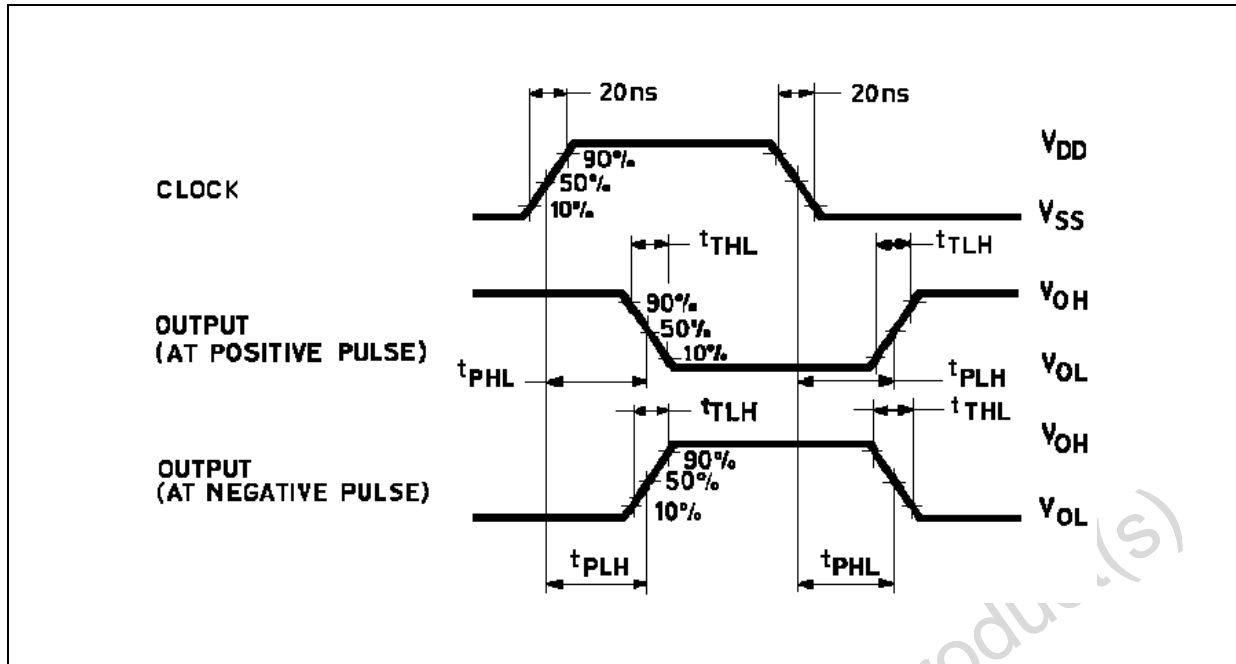 20ns 20ns
VDD
90%
CLOCK 50%
10%
VSS
tTHL tTLH
VOH
90%
OUTPUT 50%
(AT POSITIVE PULSE) 10%
VOL
tPHL tPLH
tTLH tTHL
VOH
90%
OUTPUT 50%
(AT NEGATIVE PULSE) 10%
VOL
tPLH tPHL